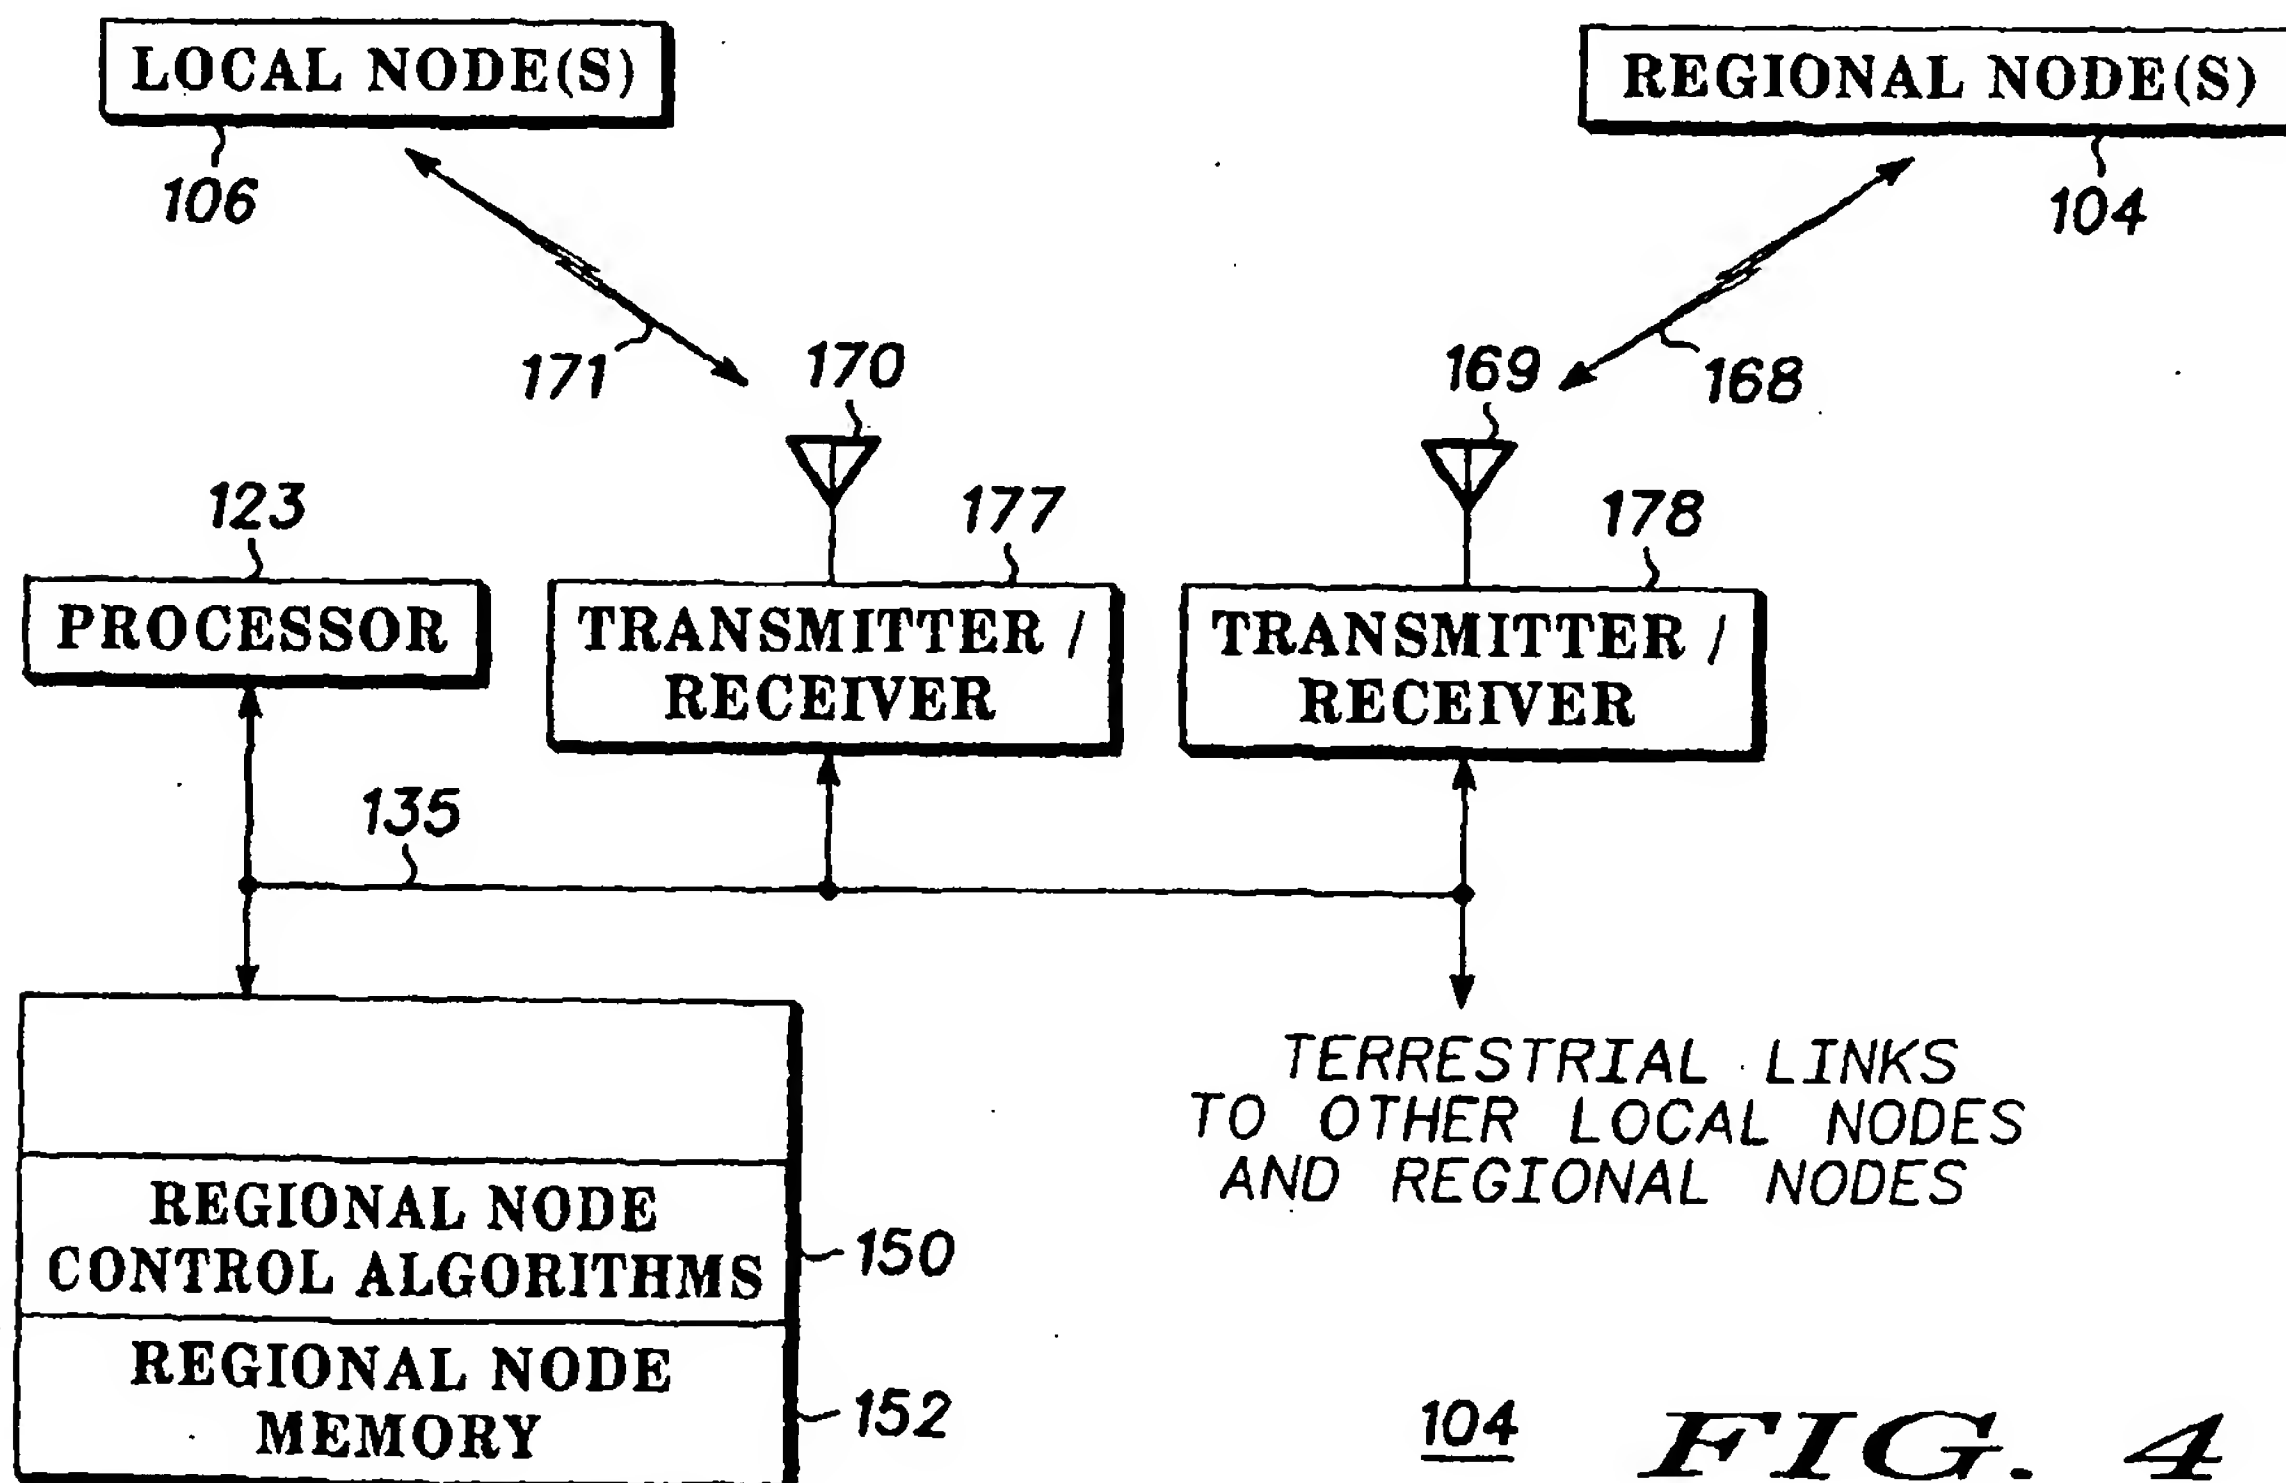 LOCAL NODE(S)
REGIONAL NODE(S)
106
104
171
170
169
168
123
177
178
PROCESSOR
TRANSMITTER /
RECEIVER
TRANSMITTER /
RECEIVER
135
TERRESTRIAL LINKS
TO OTHER LOCAL NODES
AND REGIONAL NODES
REGIONAL NODE
CONTROL ALGORITHMS
150
REGIONAL NODE
MEMORY
152
104
FIG. 4